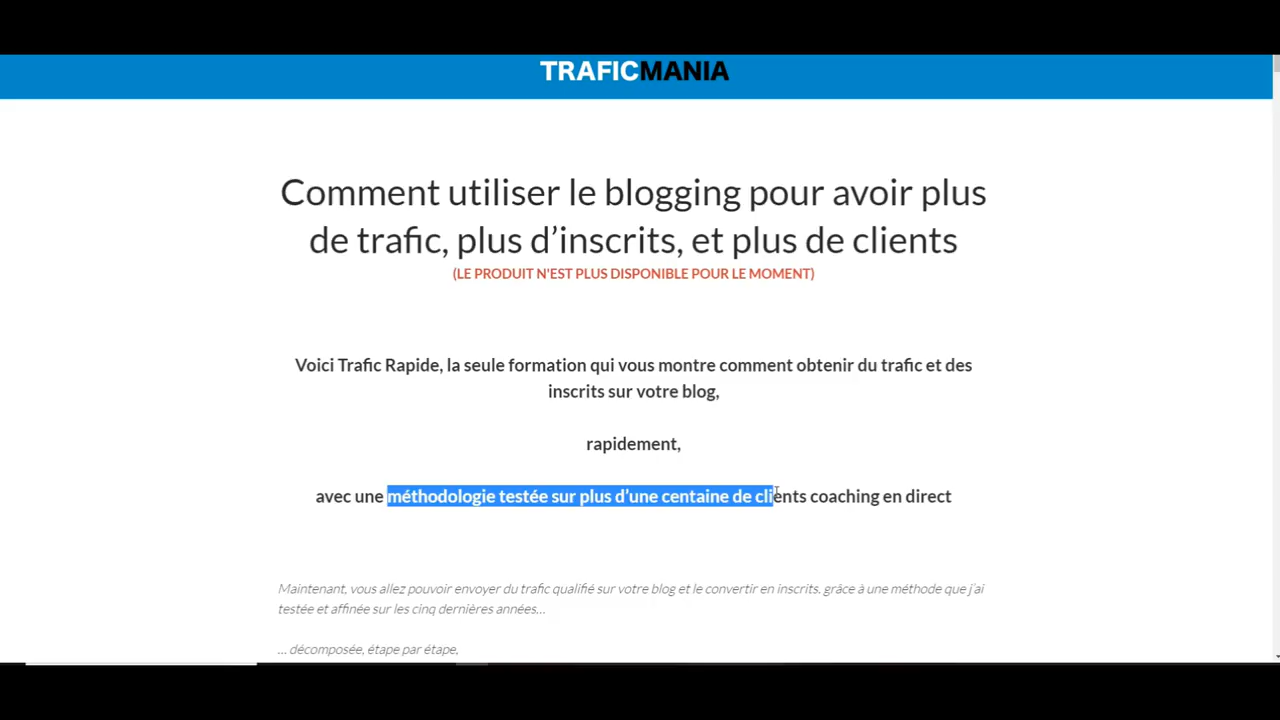 TRAFICMANIA
Comment utiliser le blogging pour avoir plus
de trafic, plus d’inscrits, et plus de clients
(LE PRODUIT N'EST PLUS DISPONIBLE POUR LE MOMENT)
Voici Trafic Rapide, la seule formation qui vous montre comment obtenir du trafic et des
inscrits sur votre blog,
rapidement,
avec une méthodologie testée sur plus d’une centaine de clients coaching en direct
Maintenant, vous allez pouvoir envoyer du trafic qualifié sur votre blog et le convertir en inscrits. grâce à une méthode que j’ai
testée et affinée sur les cinq dernières années…
… décomposée, étape par étape,